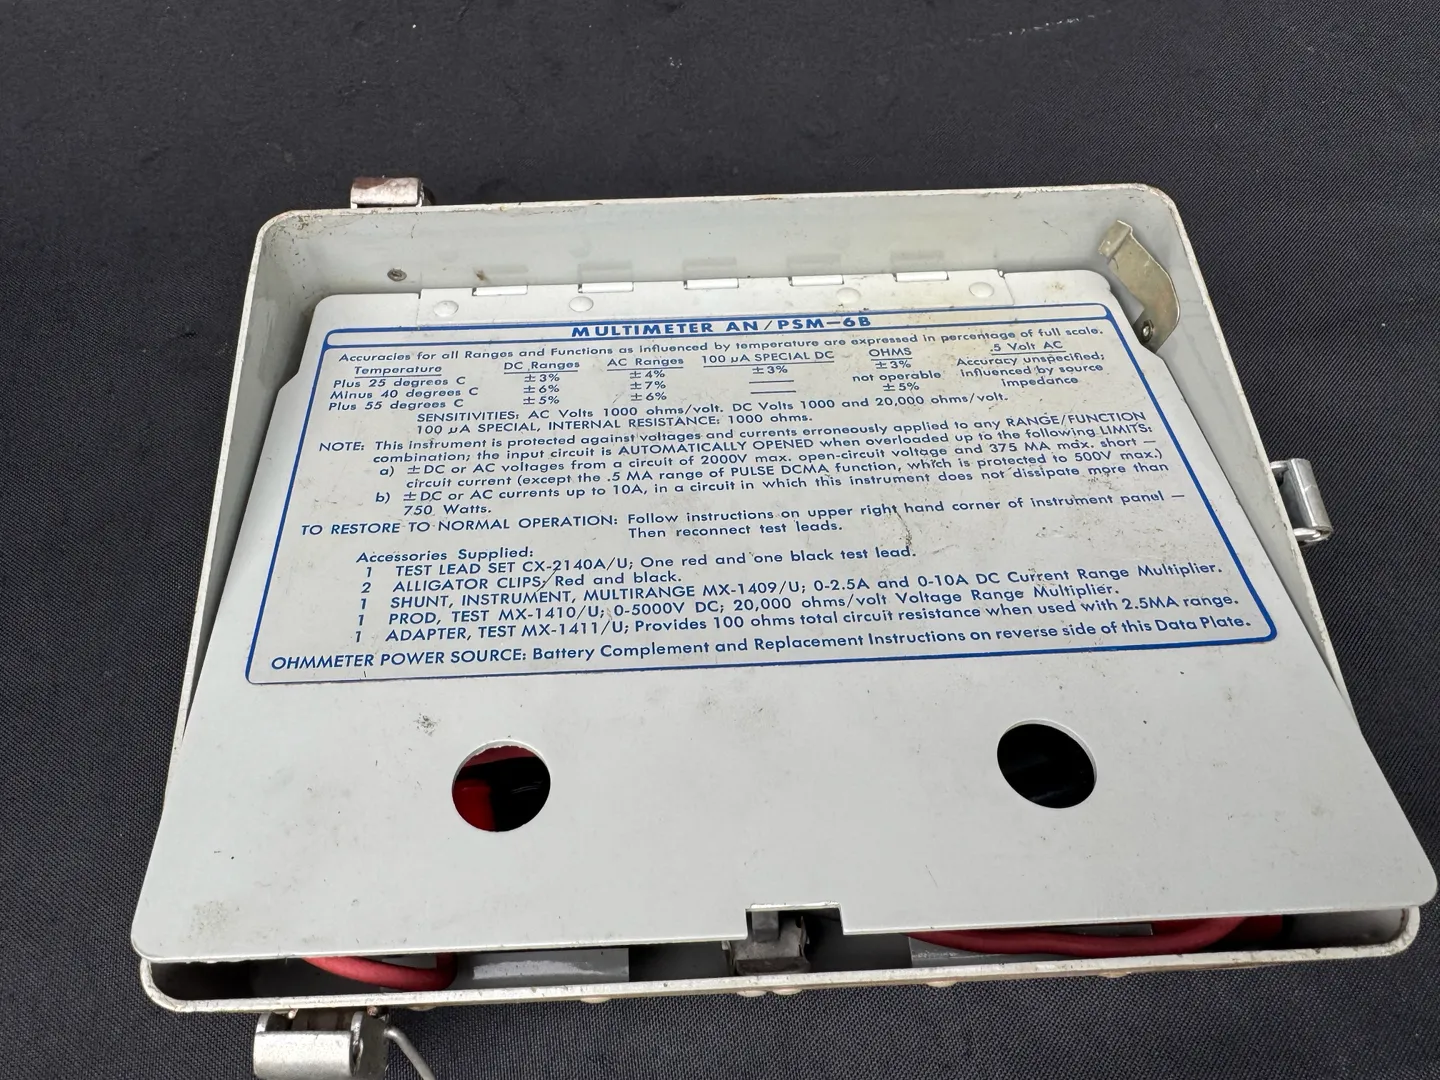 MULTIMETER AN/PSM-6B
Accuracies for all Ranges and Functions as influenced by temperature are expressed in percentage of full scale.
Temperature DC Ranges AC Ranges 100 µA SPECIAL DC OHMS .5 Volt AC
Plus 25 degrees C ±3% ±4% ±3% ±3% Accuracy unspecified;
Minus 40 degrees C ±6% ±7% — not operable influenced by source
Plus 55 degrees C ±5% ±6% — ±5% impedance
SENSITIVITIES: AC Volts 1000 ohms/volt. DC Volts 1000 and 20,000 ohms/volt.
100 µA SPECIAL, INTERNAL RESISTANCE: 1000 ohms.
NOTE: This instrument is protected against voltages and currents erroneously applied to any RANGE/FUNCTION
combination; the input circuit is AUTOMATICALLY OPENED when overloaded up to the following LIMITS:
a) ±DC or AC voltages from a circuit of 2000V max. open-circuit voltage and 375 MA max. short —
circuit current (except the .5 MA range of PULSE DCMA function, which is protected to 500V max.)
b) ±DC or AC currents up to 10A, in a circuit in which this instrument does not dissipate more than
750 Watts.
TO RESTORE TO NORMAL OPERATION: Follow instructions on upper right hand corner of instrument panel —
Then reconnect test leads.
Accessories Supplied:
1 TEST LEAD SET CX-2140A/U; One red and one black test lead.
2 ALLIGATOR CLIPS; Red and black.
1 SHUNT, INSTRUMENT, MULTIRANGE MX-1409/U; 0-2.5A and 0-10A DC Current Range Multiplier.
1 PROD, TEST MX-1410/U; 0-5000V DC; 20,000 ohms/volt Voltage Range Multiplier.
1 ADAPTER, TEST MX-1411/U; Provides 100 ohms total circuit resistance when used with 2.5MA range.
OHMMETER POWER SOURCE: Battery Complement and Replacement Instructions on reverse side of this Data Plate.